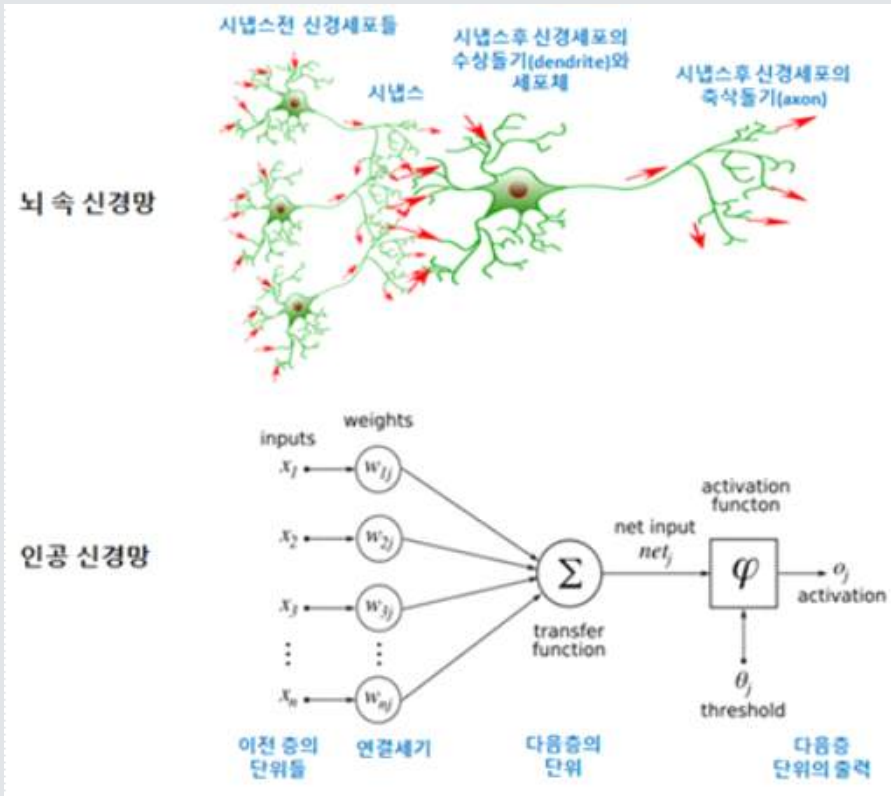 시냅스전 신경세포들
시냅스
시냅스후 신경세포의
수상돌기(dendrite)와
세포체
시냅스후 신경세포의
축삭돌기(axon)
뇌 속 신경망
weights
inputs
x1
w1j
x2
w2j
x3
w3j
⋮
⋮
xn
wnj
Σ
transfer
function
net input
netj
activation
functon
φ
oj
activation
θj
threshold
인공 신경망
이전 층의
단위들
연결세기
다음층의
단위
다음층
단위의 출력